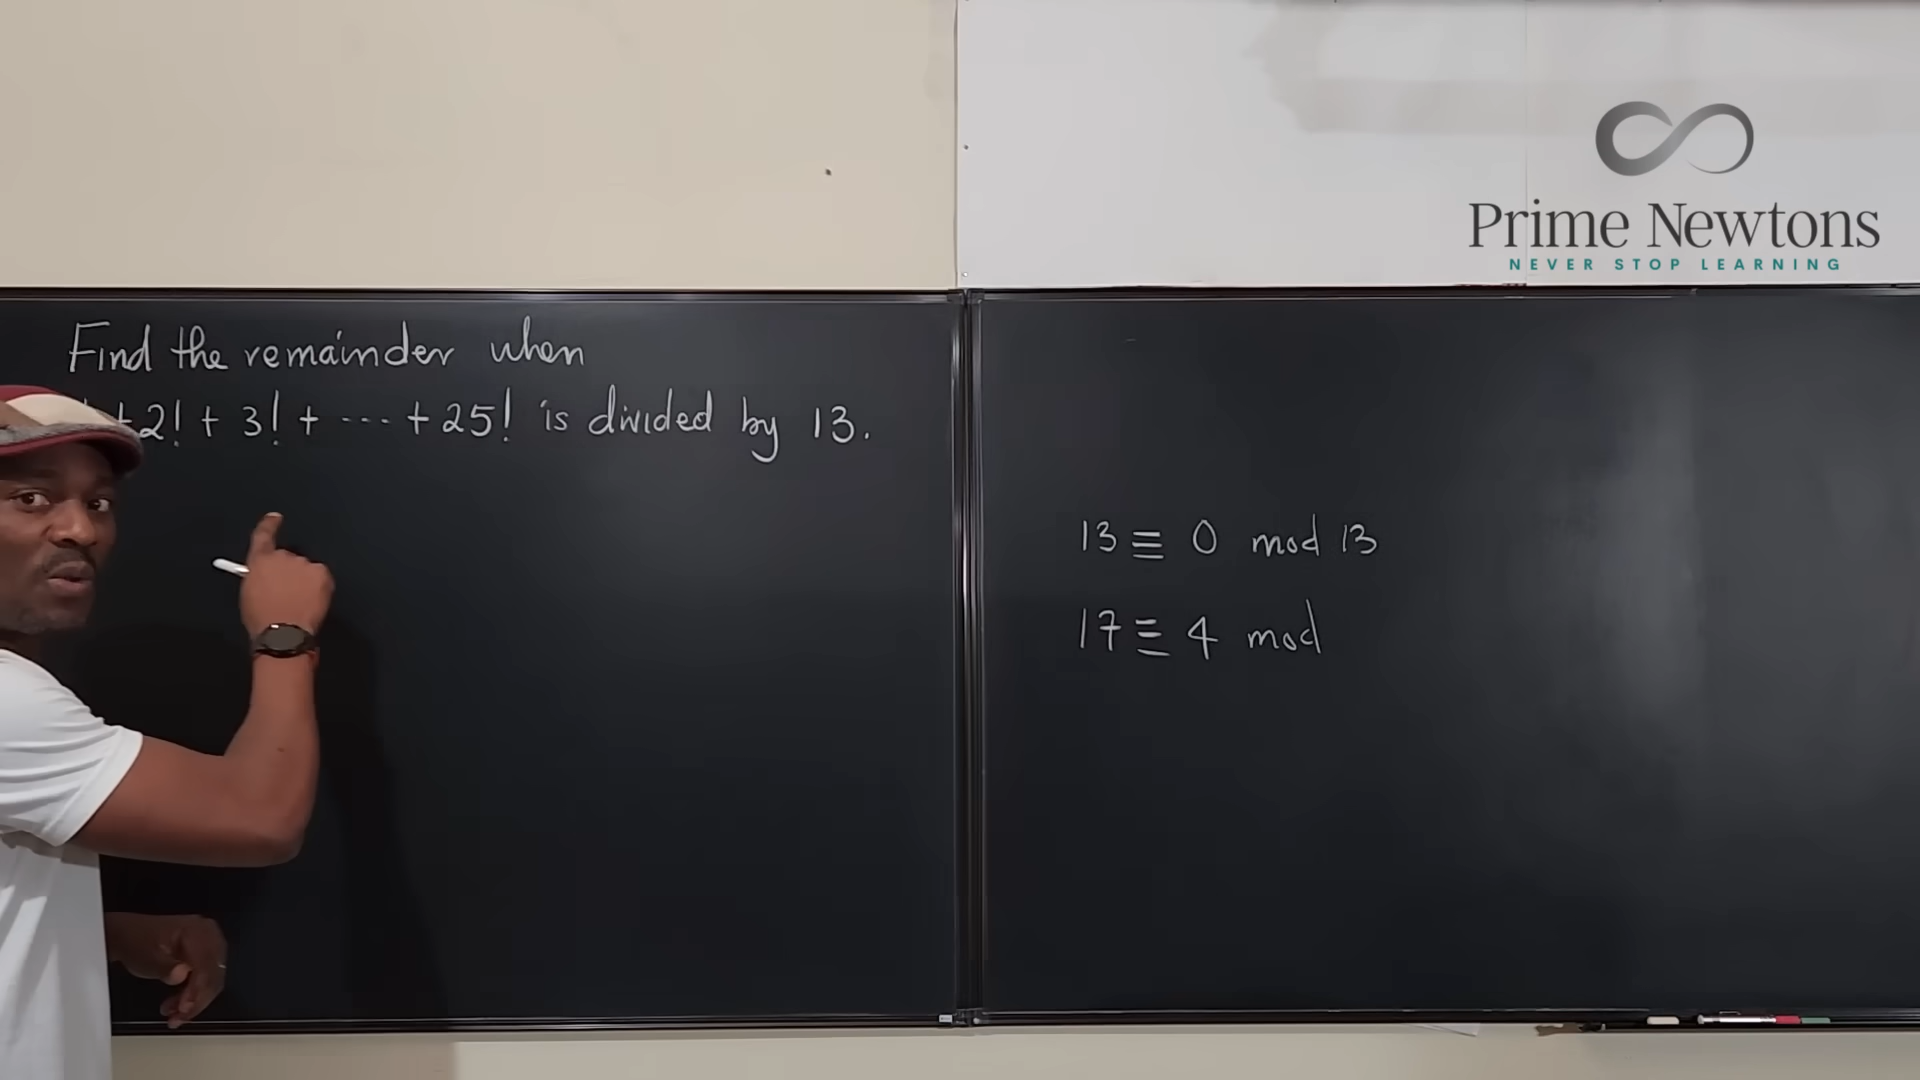 Prime Newtons
NEVER STOP LEARNING
Find the remainder when
+2! + 3! + --- + 25! is divided by 13.
13 ≡ 0 mod 13
17 ≡ 4 mod